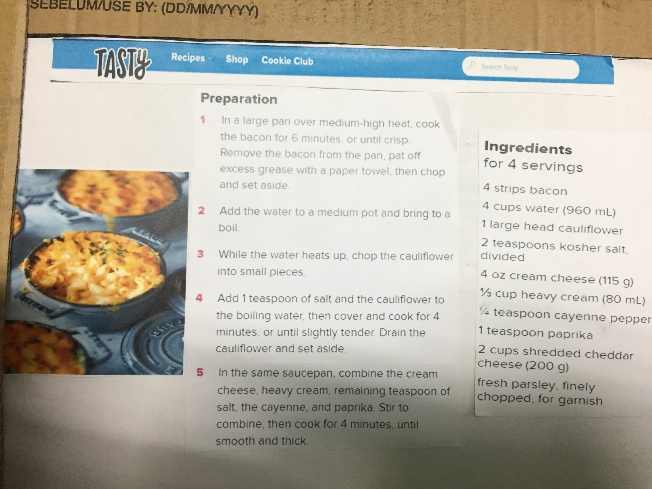 SEBELUM/USE BY: (DD/MM/YYYY)
TASTY
Recipes Shop Cookie Club
Search Tasty
Preparation
1 In a large pan over medium-high heat, cook
the bacon for 6 minutes, or until crisp.
Remove the bacon from the pan, pat off
excess grease with a paper towel, then chop
and set aside.
2 Add the water to a medium pot and bring to a
boil.
3 While the water heats up, chop the cauliflower
into small pieces.
4 Add 1 teaspoon of salt and the cauliflower to
the boiling water, then cover and cook for 4
minutes, or until slightly tender. Drain the
cauliflower and set aside.
5 In the same saucepan, combine the cream
cheese, heavy cream, remaining teaspoon of
salt, the cayenne, and paprika. Stir to
combine, then cook for 4 minutes, until
smooth and thick.
Ingredients
for 4 servings
4 strips bacon
4 cups water (960 mL)
1 large head cauliflower
2 teaspoons kosher salt,
divided
4 oz cream cheese (115 g)
⅓ cup heavy cream (80 mL)
¼ teaspoon cayenne pepper
1 teaspoon paprika
2 cups shredded cheddar
cheese (200 g)
fresh parsley, finely
chopped, for garnish